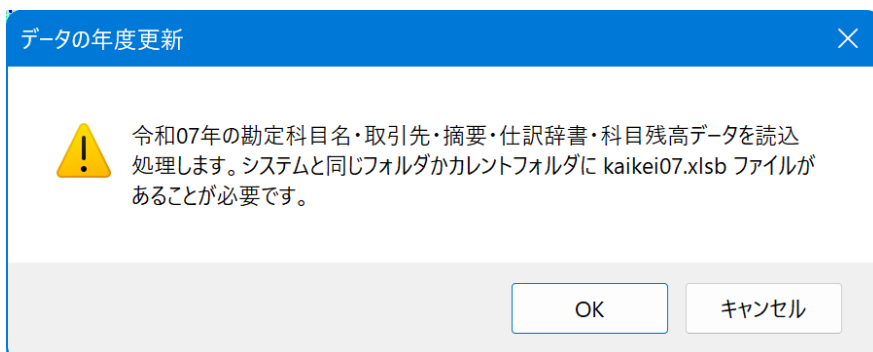 データの年度更新
令和07年の勘定科目名・取引先・摘要・仕訳辞書・科目残高データを読込
処理します。システムと同じフォルダかカレントフォルダに kaikei07.xlsb ファイルが
あることが必要です。
OK
キャンセル